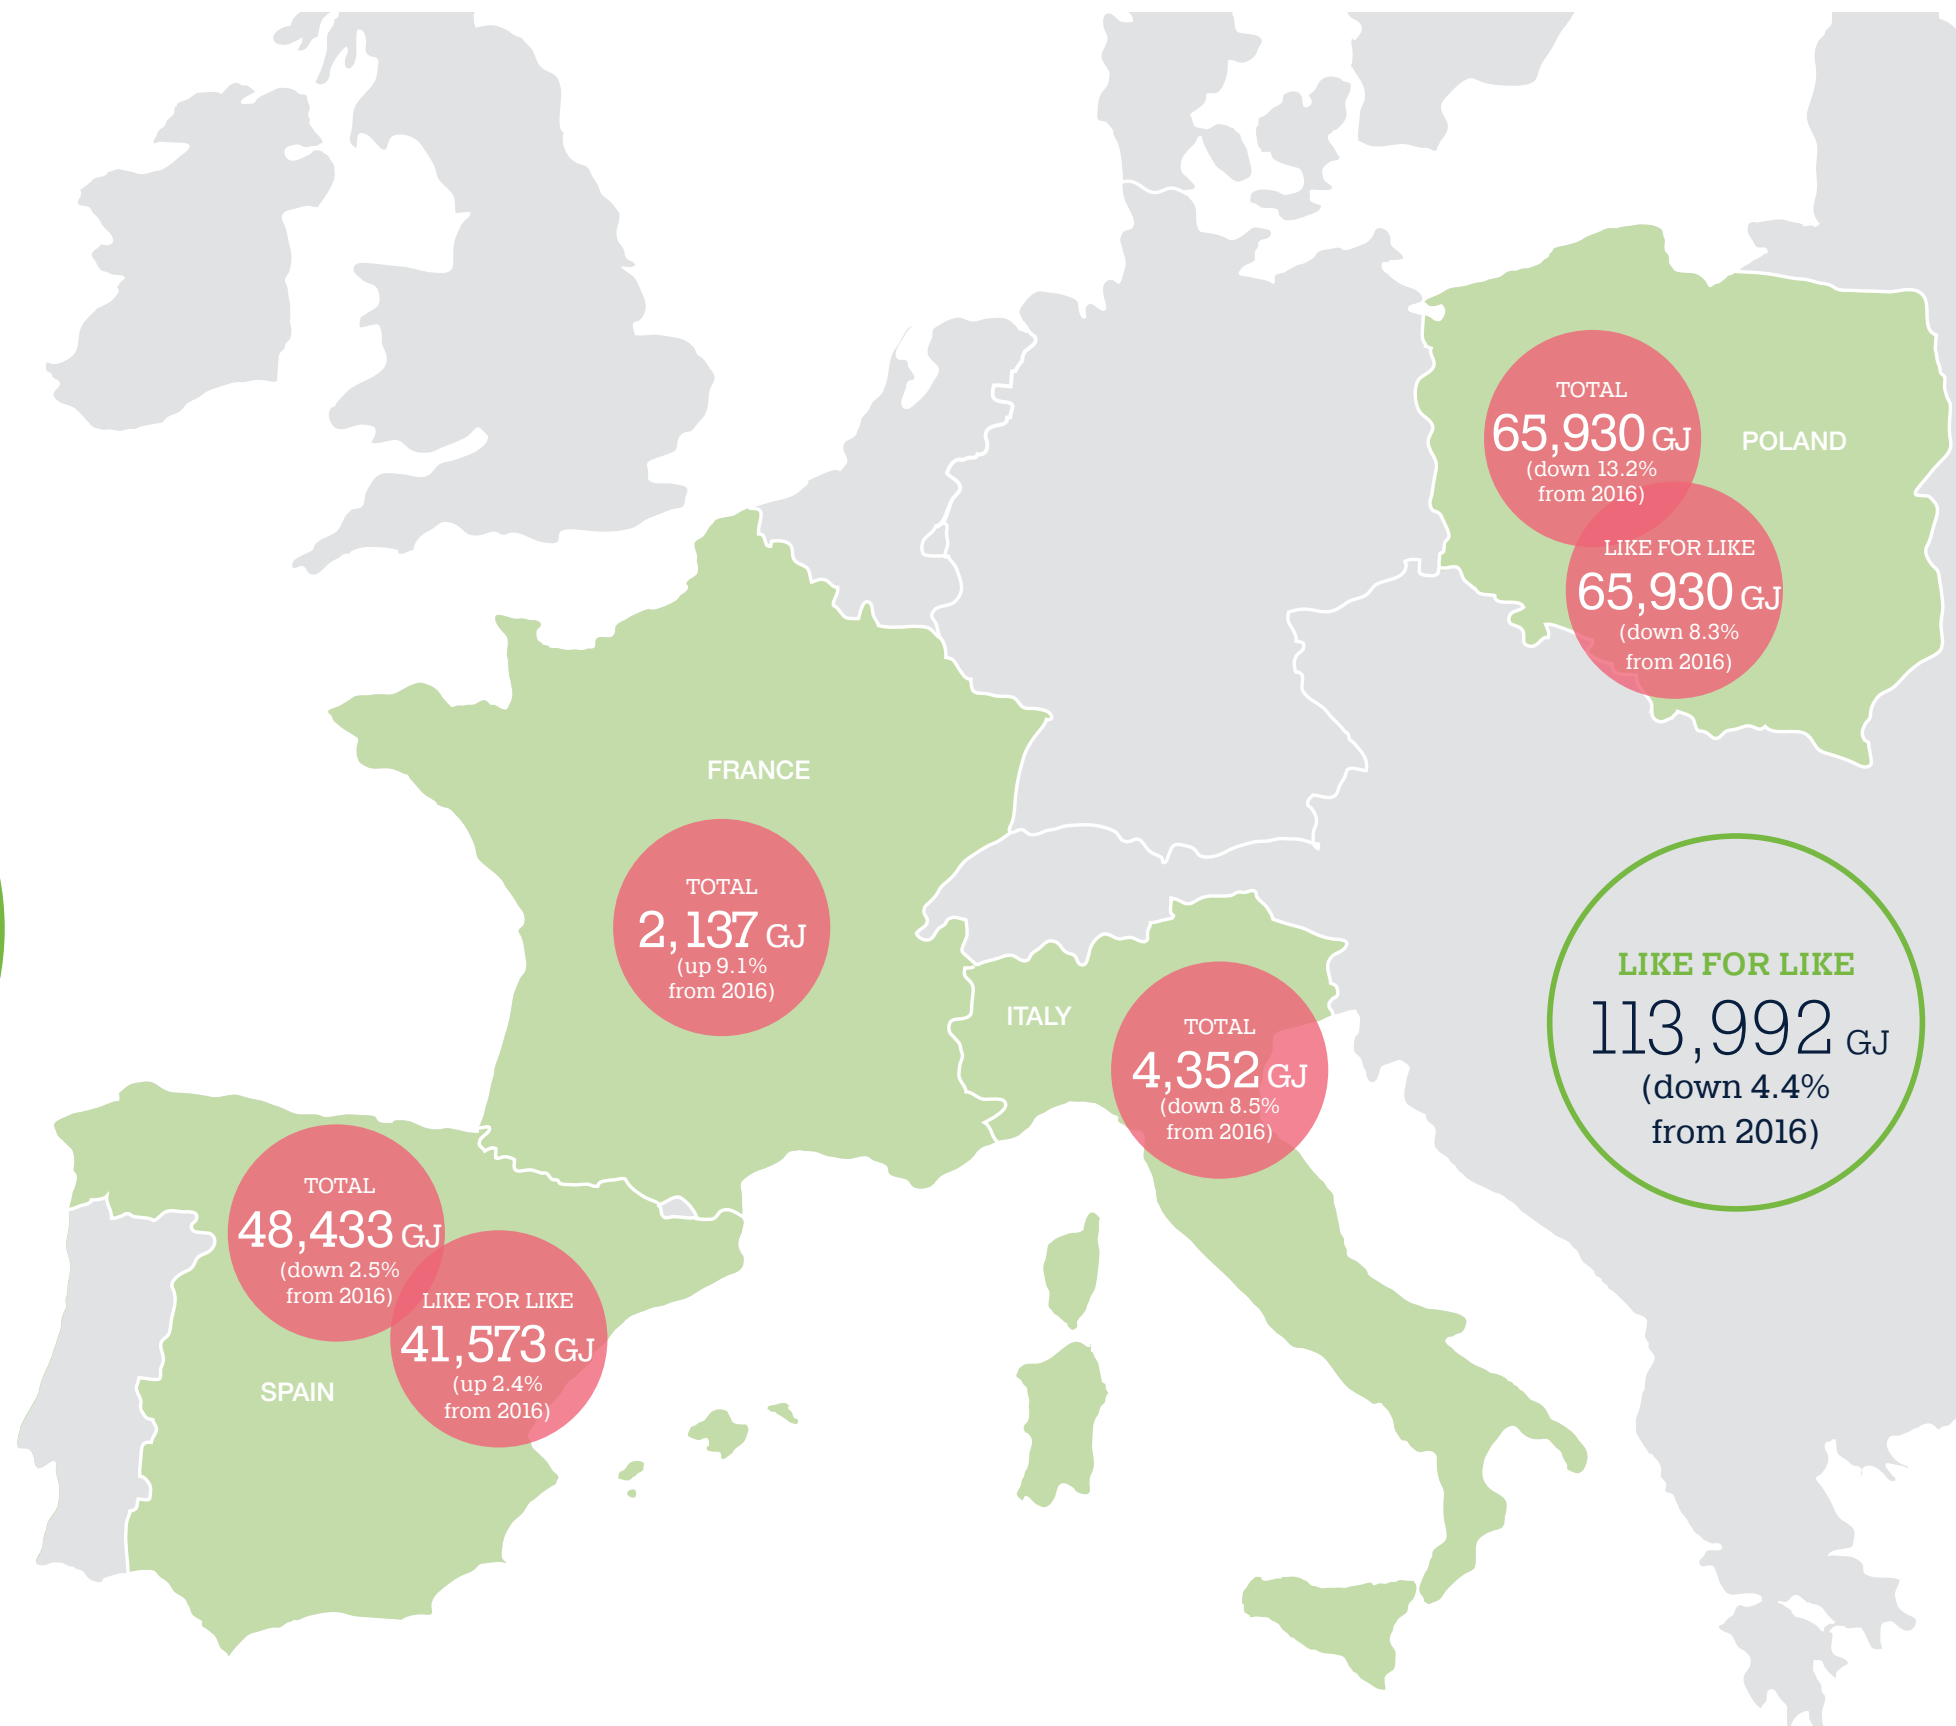 TOTAL
65,930 GJ
(down 13.2%
from 2016)
POLAND
LIKE FOR LIKE
65,930 GJ
(down 8.3%
from 2016)
FRANCE
TOTAL
2,137 GJ
(up 9.1%
from 2016)
ITALY
TOTAL
4,352 GJ
(down 8.5%
from 2016)
LIKE FOR LIKE
113,992 GJ
(down 4.4%
from 2016)
TOTAL
48,433 GJ
(down 2.5%
from 2016)
LIKE FOR LIKE
41,573 GJ
(up 2.4%
from 2016)
SPAIN